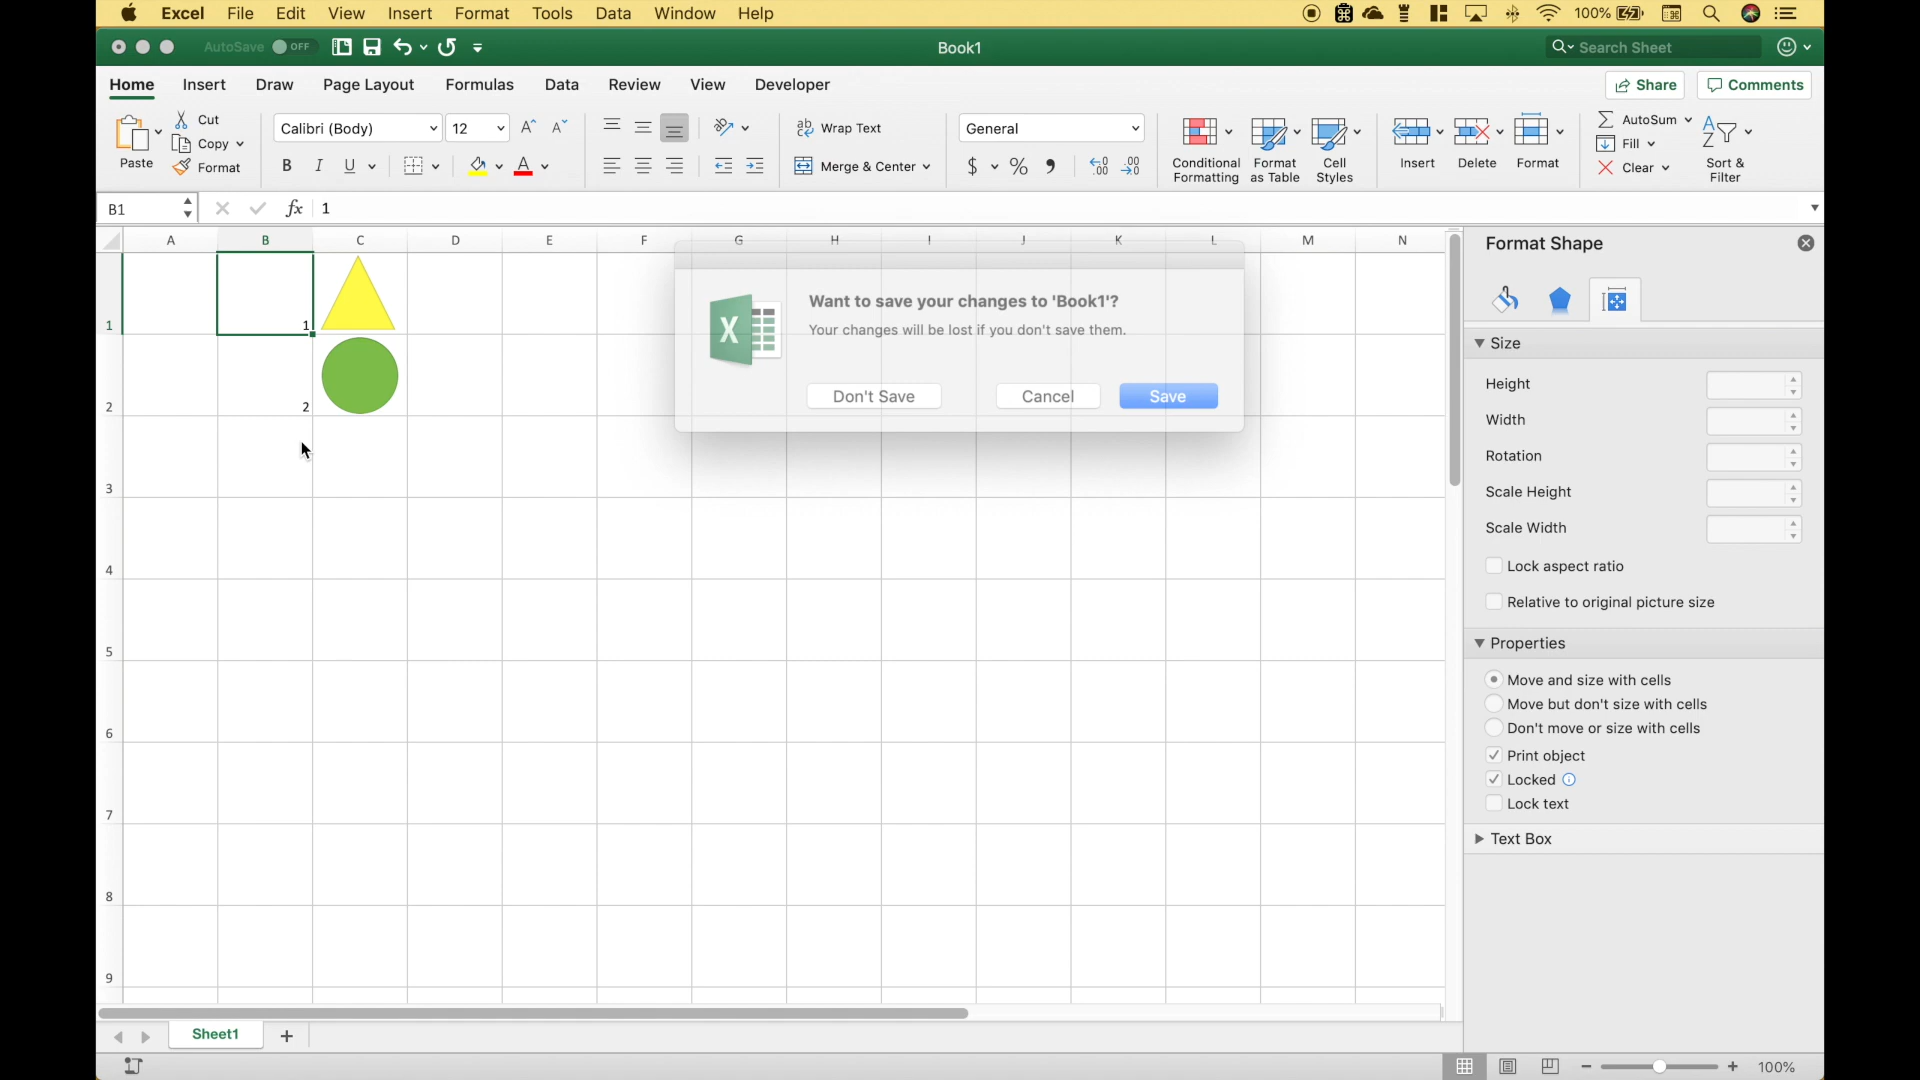 Excel File Edit View Insert Format Tools Data Window Help 100%
AutoSave OFF Book1 Search Sheet
Home Insert Draw Page Layout Formulas Data Review View Developer Share Comments
Paste Cut Copy Format
Calibri (Body) 12
B I U A
Wrap Text
Merge & Center
General
$ %
Conditional Formatting
Format as Table
Cell Styles
Insert Delete Format
AutoSum
Fill
Clear
Sort & Filter
B1 fx 1
A B C D E F G H I J K L M N
1 1
2 2
3
4
5
6
7
8
9
Want to save your changes to 'Book1'?
Your changes will be lost if you don't save them.
Don't Save Cancel Save
Format Shape
Size
Height
Width
Rotation
Scale Height
Scale Width
Lock aspect ratio
Relative to original picture size
Properties
Move and size with cells
Move but don't size with cells
Don't move or size with cells
Print object
Locked
Lock text
Text Box
Sheet1
100%